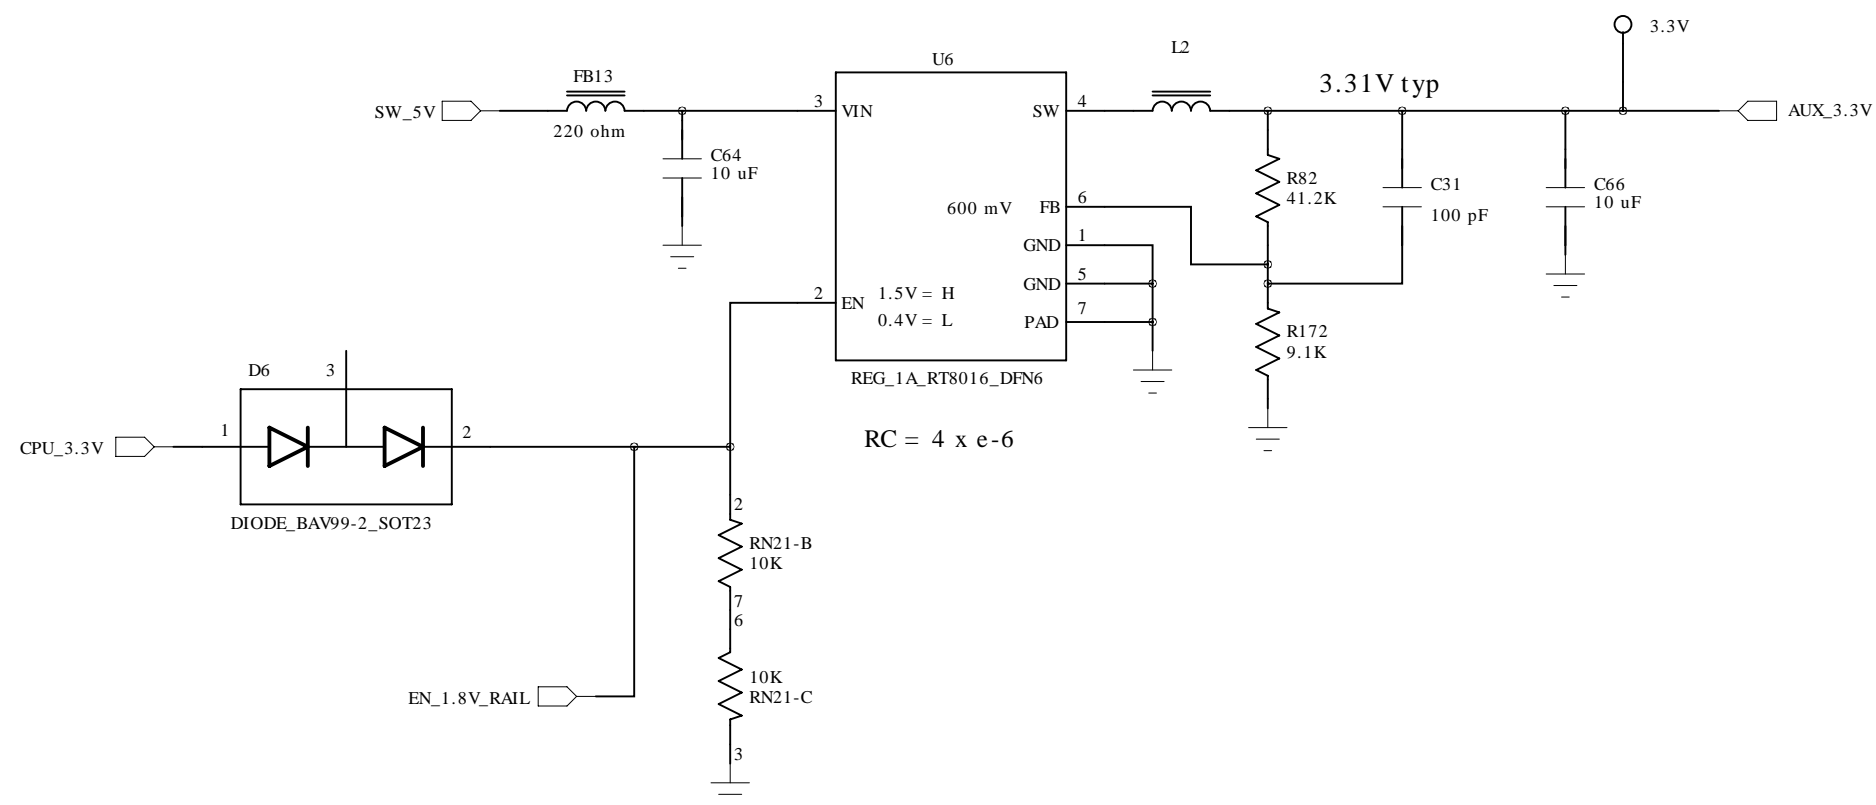 3.3V
L2
U6
FB13
3.31V typ
SW_5V
3
VIN
SW
4
AUX_3.3V
220 ohm
C64
10 uF
R82
41.2K
C31
100 pF
C66
10 uF
600 mV
FB
6
GND
1
GND
5
PAD
7
2
EN
1.5V = H
0.4V = L
R172
9.1K
REG_1A_RT8016_DFN6
D6
3
RC = 4 x e-6
CPU_3.3V
1
2
DIODE_BAV99-2_SOT23
2
RN21-B
10K
7
6
10K
RN21-C
EN_1.8V_RAIL
3